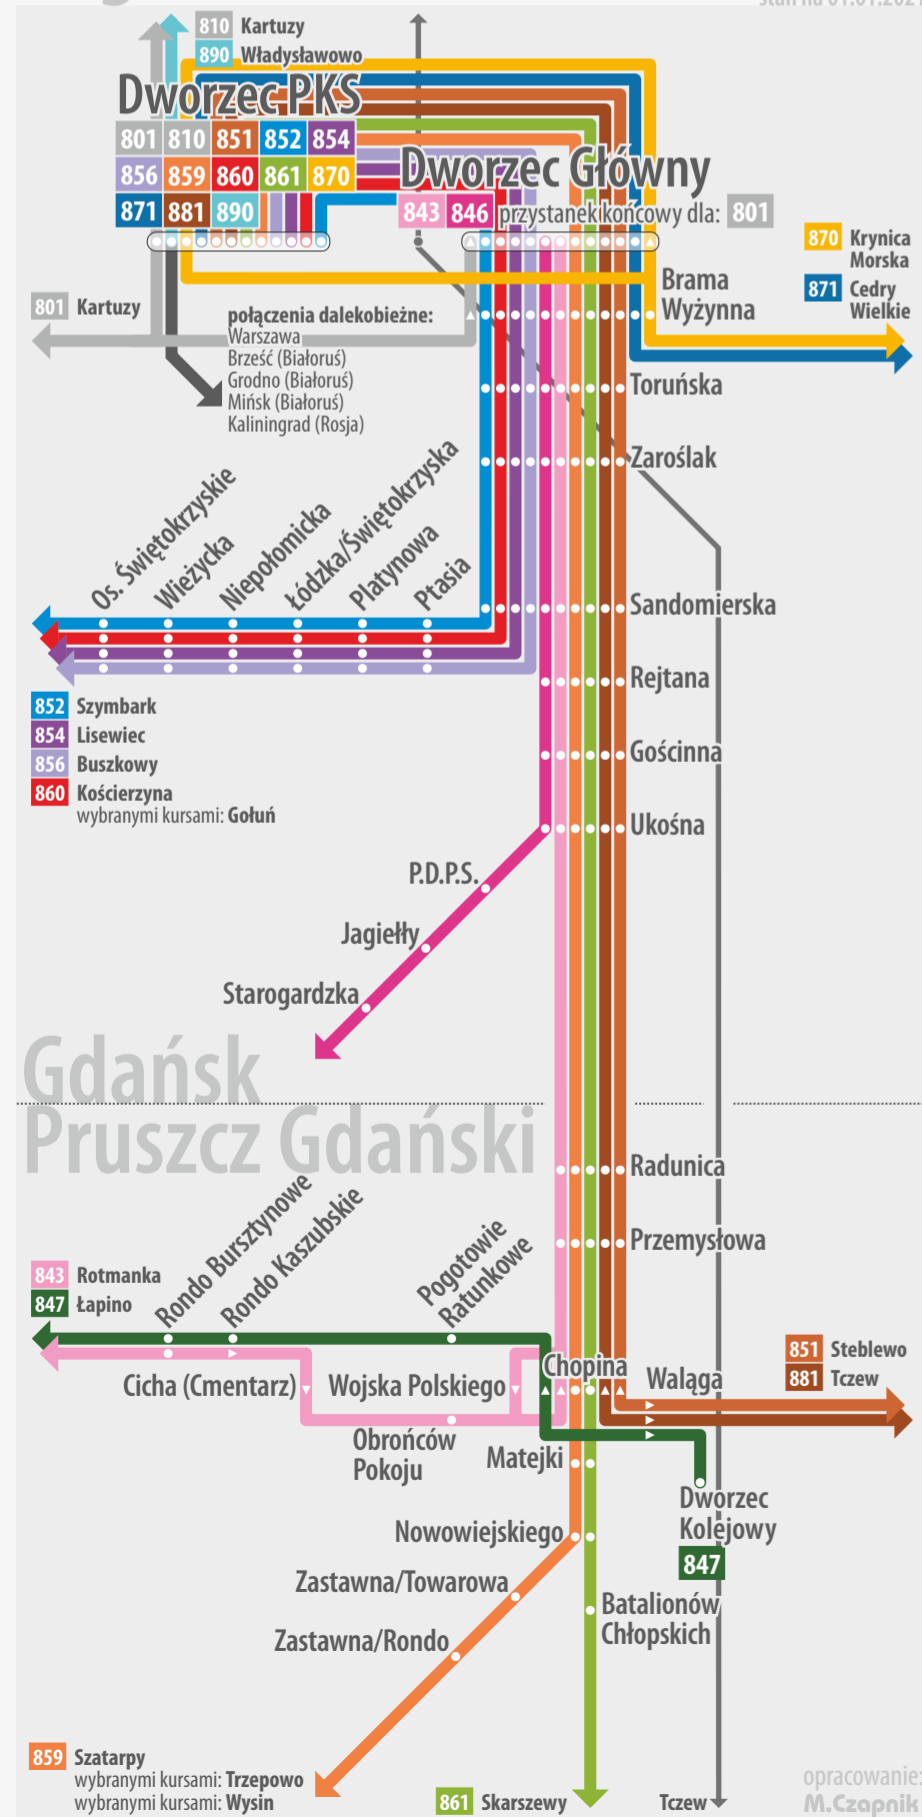 stan na 01.01.2021
810 Kartuzy
890 Władysławowo
Dworzec PKS
801 810 851 852 854
856 859 860 861 870
871 881 890
Dworzec Główny
843 846 przystanek końcowy dla: 801
870 Krynica
Morska
871 Cedry
Wielkie
Brama
Wyżynna
801 Kartuzy
połączenia dalekobieżne:
Warszawa
Brześć (Białoruś)
Grodno (Białoruś)
Mińsk (Białoruś)
Kaliningrad (Rosja)
Toruńska
Zaroślak
Os. Świętokrzyskie
Wieżycka
Niepołomicka
Łódzka/Świętokrzyska
Platynowa
Ptasia
Sandomierska
Rejtana
852 Szymbark
854 Lisewiec
856 Buszkowy
860 Kościerzyna
wybranymi kursami: Gołuń
Gościnna
Ukośna
P.D.P.S.
Jagiełły
Starogardzka
Gdańsk
Pruszcz Gdański
Radunica
Przemysłowa
843 Rotmanka
847 Łapino
Rondo Bursztynowe
Rondo Kaszubskie
Pogotowie
Ratunkowe
Cicha (Cmentarz)
Wojska Polskiego
Chopina
Waląga
851 Steblewo
881 Tczew
Obrońców
Pokoju
Matejki
Dworzec
Kolejowy
847
Nowowiejskiego
Zastawna/Towarowa
Batalionów
Chłopskich
Zastawna/Rondo
859 Szatarpy
wybranymi kursami: Trzepowo
wybranymi kursami: Wysin
861 Skarszewy
Tczew
opracowanie:
M.Czapnik